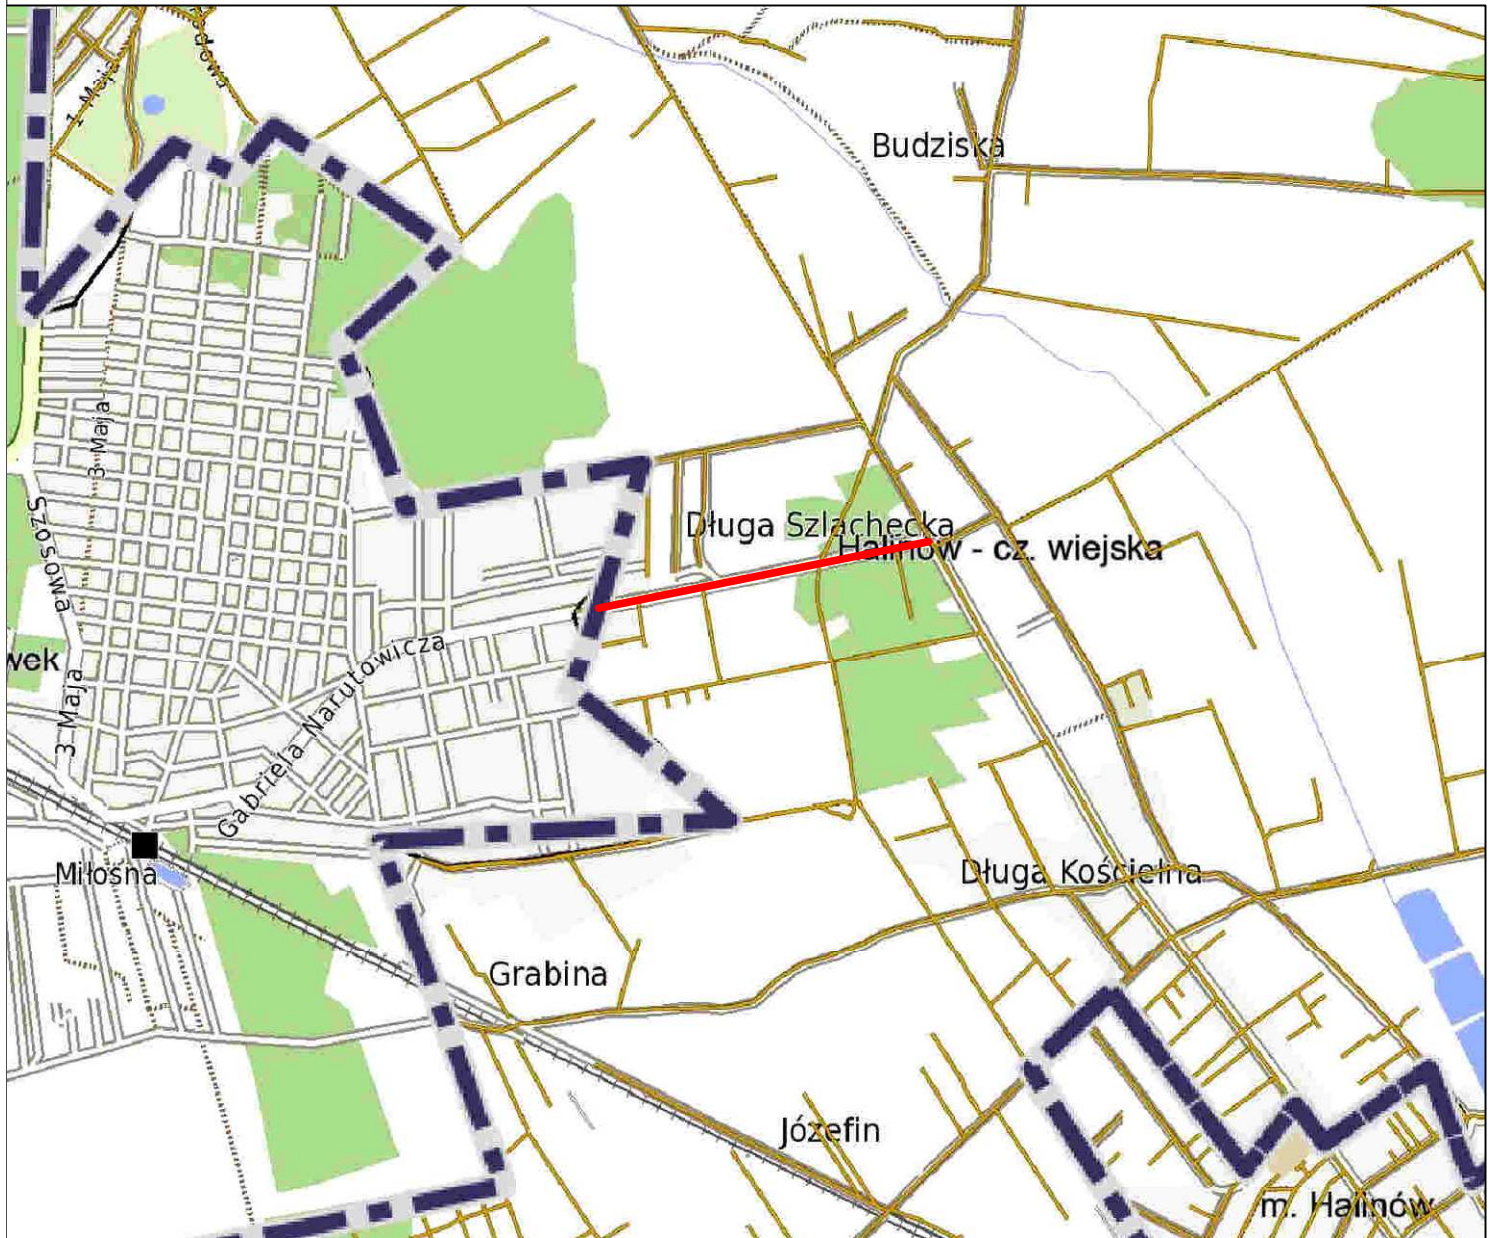 1 Maja
Budziska
3 Maja
Szosowa
Długa Szlachecka
Halinów - cz. wiejska
wek
3 Maja
Gabriela Narutowicza
Miłosna
Długa Kościelna
Grabina
Józefin
m. Halinów